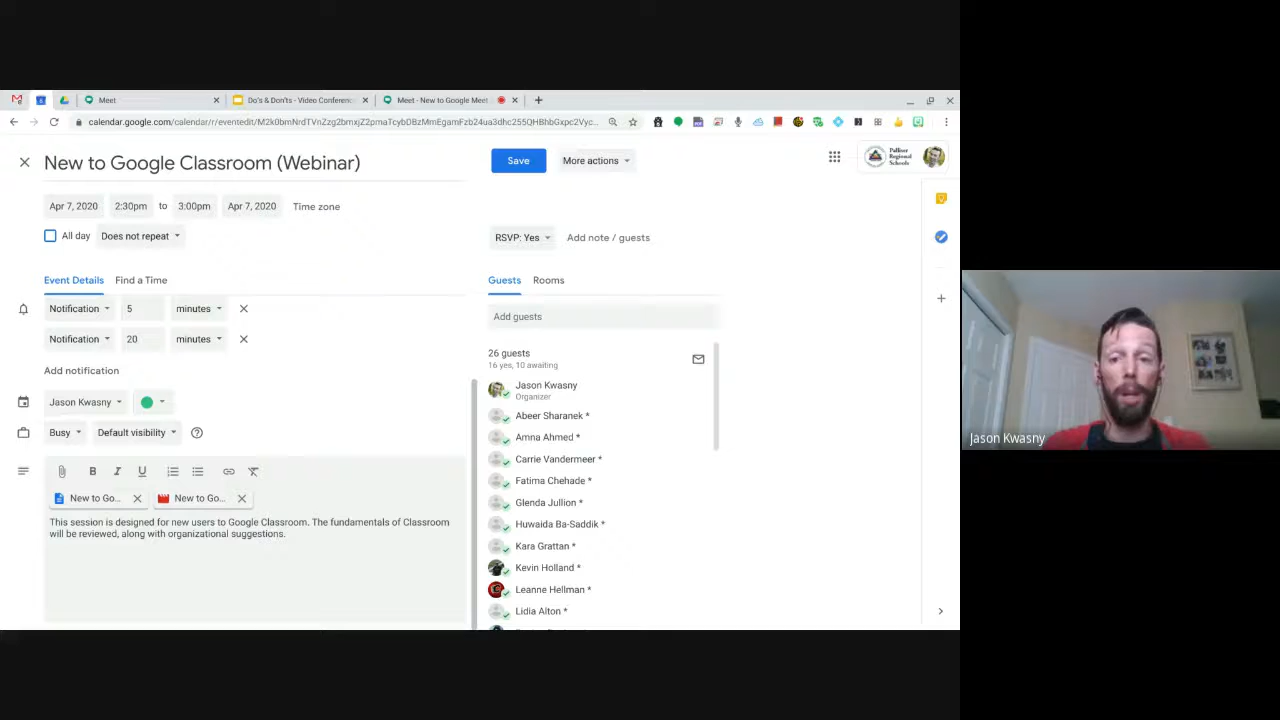 Meet
Do's & Don'ts - Video Conferenc
Meet - New to Google Meet
calendar.google.com/calendar/r/eventedit/
New to Google Classroom (Webinar)
Save
More actions
Palliser
Regional
Schools
Apr 7, 2020
2:30pm
to
3:00pm
Apr 7, 2020
Time zone
All day
Does not repeat
RSVP: Yes
Add note / guests
Event Details
Find a Time
Guests
Rooms
Notification
5
minutes
Add guests
Notification
20
minutes
26 guests
16 yes, 10 awaiting
Add notification
Jason Kwasny
Organizer
Jason Kwasny
Abeer Sharanek *
Busy
Default visibility
Amna Ahmed *
Carrie Vandermeer *
Fatima Chehade *
B I U
New to Go...
New to Go...
Glenda Jullion *
This session is designed for new users to Google Classroom. The fundamentals of Classroom
will be reviewed, along with organizational suggestions.
Huwaida Ba-Saddik *
Kara Grattan *
Kevin Holland *
Leanne Hellman *
Lidia Alton *
Jason Kwasny